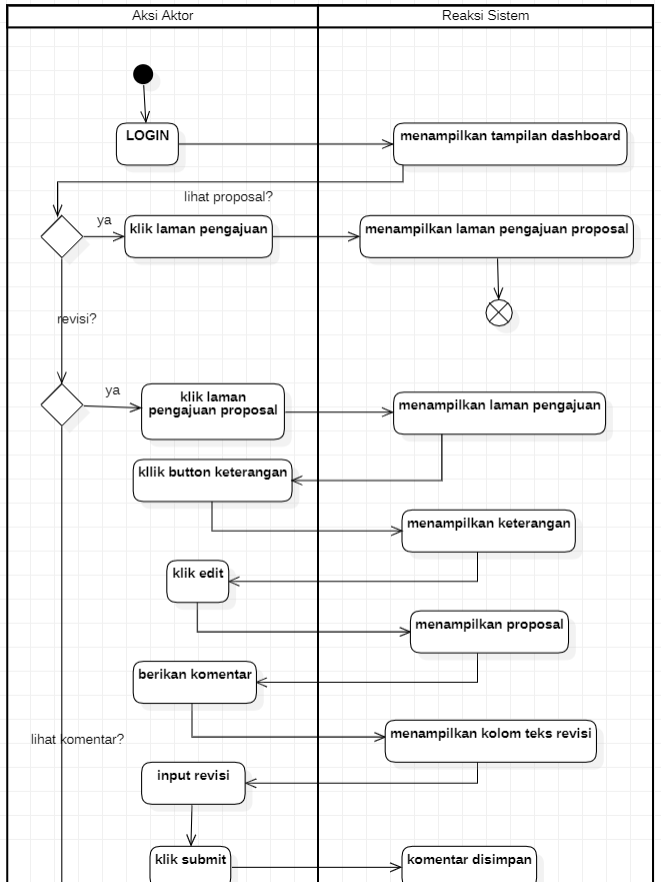 Aksi Aktor
Reaksi Sistem
LOGIN
menampilkan tampilan dashboard
lihat proposal?
ya
klik laman pengajuan
menampilkan laman pengajuan proposal
revisi?
ya
klik laman
pengajuan proposal
menampilkan laman pengajuan
kllik button keterangan
menampilkan keterangan
klik edit
menampilkan proposal
berikan komentar
menampilkan kolom teks revisi
lihat komentar?
input revisi
klik submit
komentar disimpan